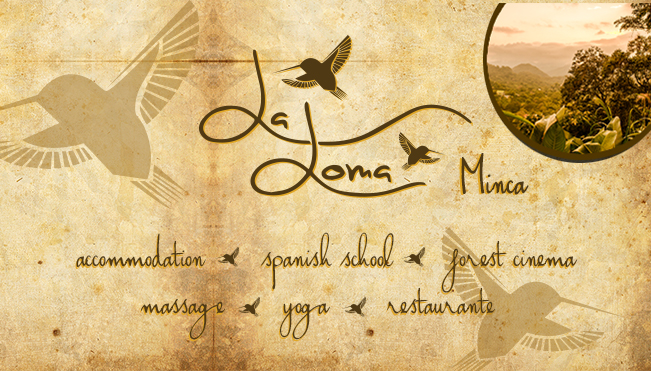 La
Loma Minca
accommodation spanish school forest cinema
massage yoga restaurante